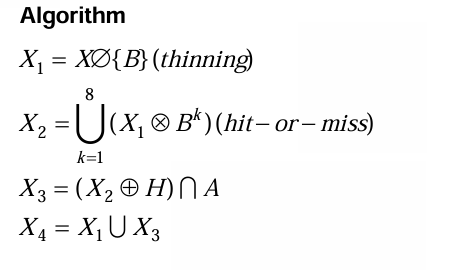 Algorithm
X₁ = X∅{B} (thinning)
X₂ = ⋃ₖ₌₁⁸ (X₁ ⊗ Bᵏ) (hit – or – miss)
X₃ = (X₂ ⊕ H) ⋂ A
X₄ = X₁ ⋃ X₃